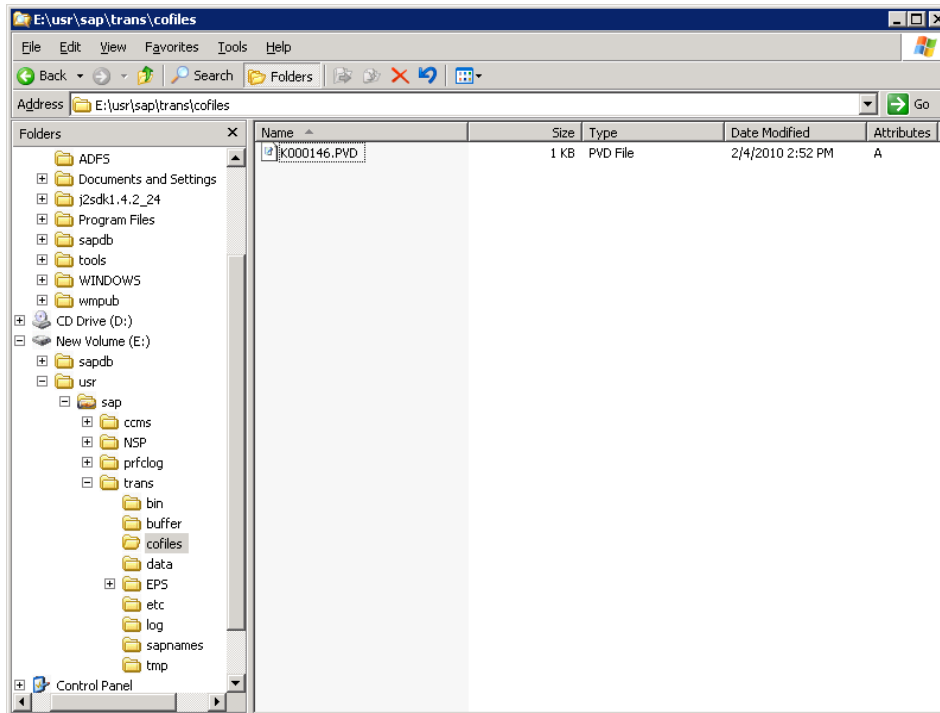 E:\usr\sap\trans\cofiles
File Edit View Favorites Tools Help
Back Search Folders
Address E:\usr\sap\trans\cofiles Go
Folders x Name Size Type Date Modified Attributes
K000146.PVD 1 KB PVD File 2/4/2010 2:52 PM A
ADFS
Documents and Settings
j2sdk1.4.2_24
Program Files
sapdb
tools
WINDOWS
wmpub
CD Drive (D:)
New Volume (E:)
sapdb
usr
sap
ccms
NSP
prfclog
trans
bin
buffer
cofiles
data
EPS
etc
log
sapnames
tmp
Control Panel